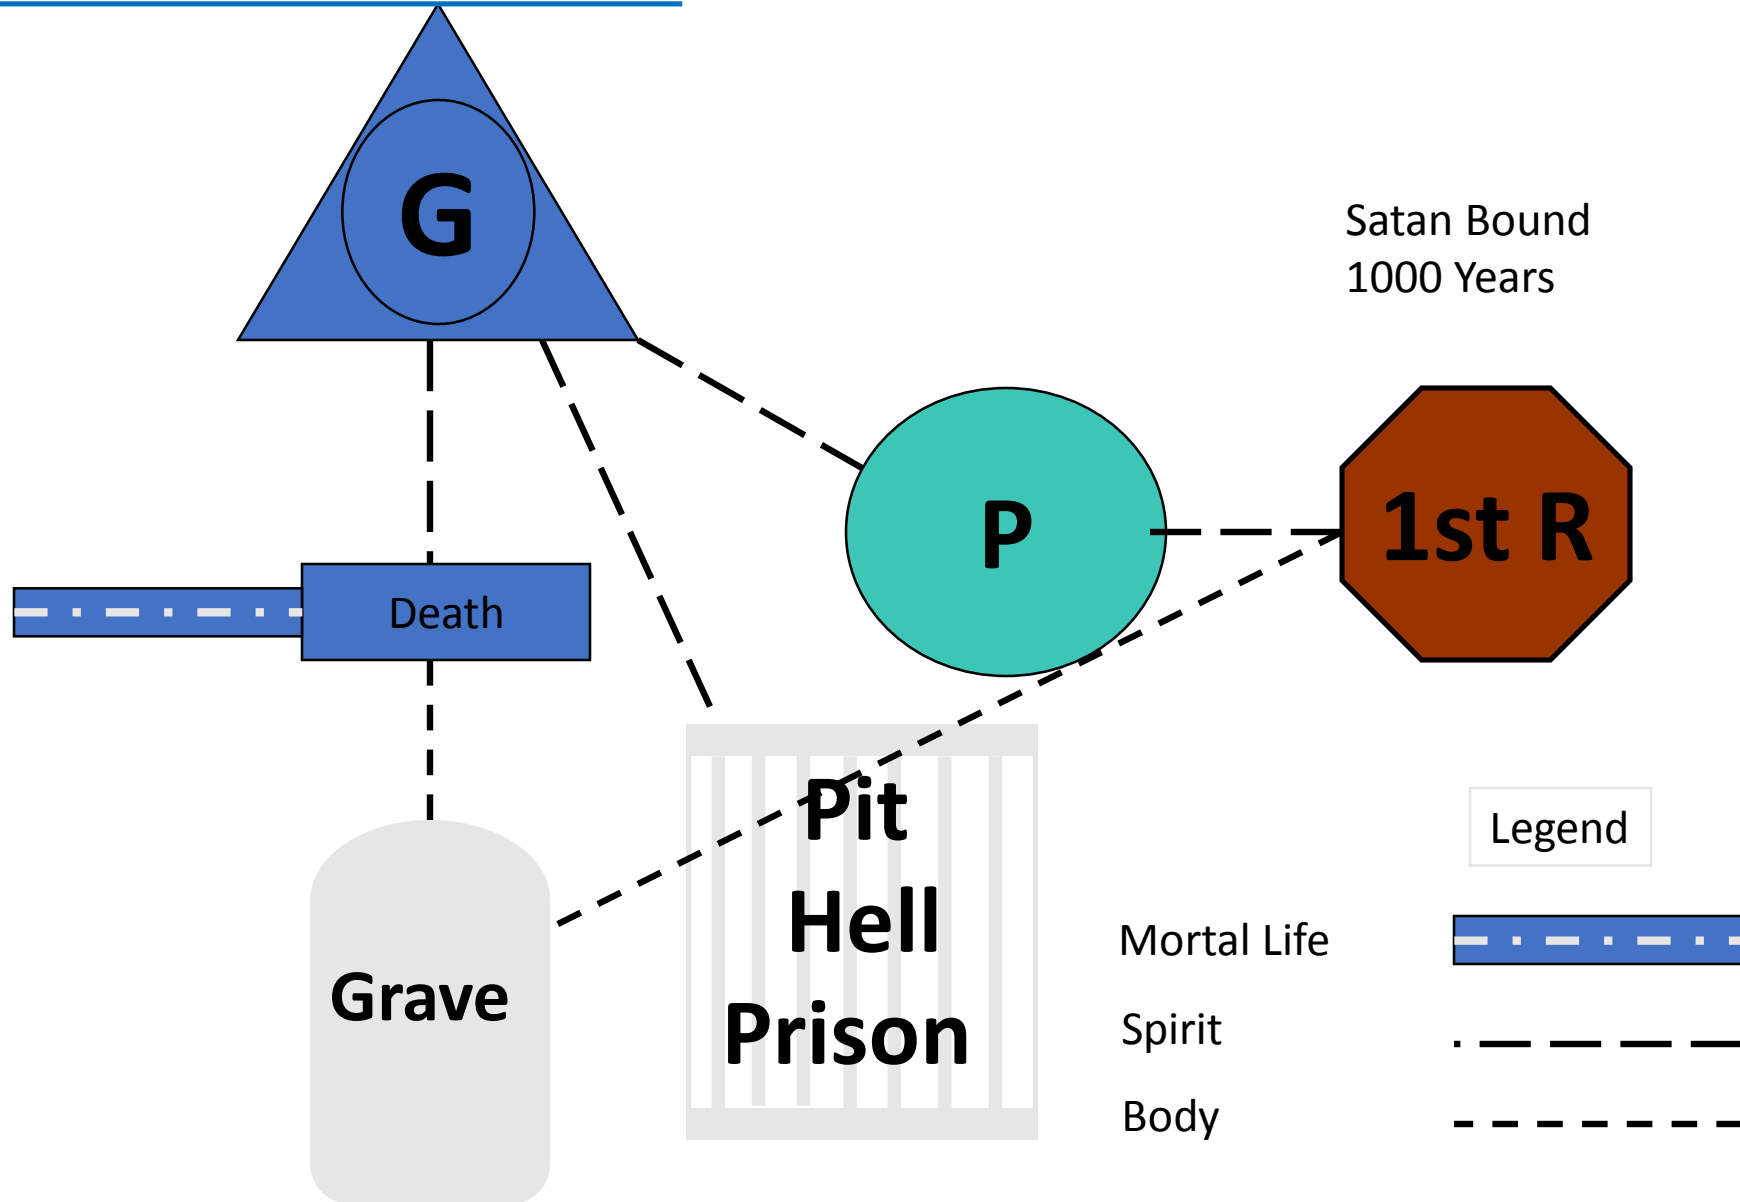 G
Satan Bound
1000 Years
P
1st R
Death
Pit
Hell
Prison
Grave
Legend
Mortal Life
Spirit
Body